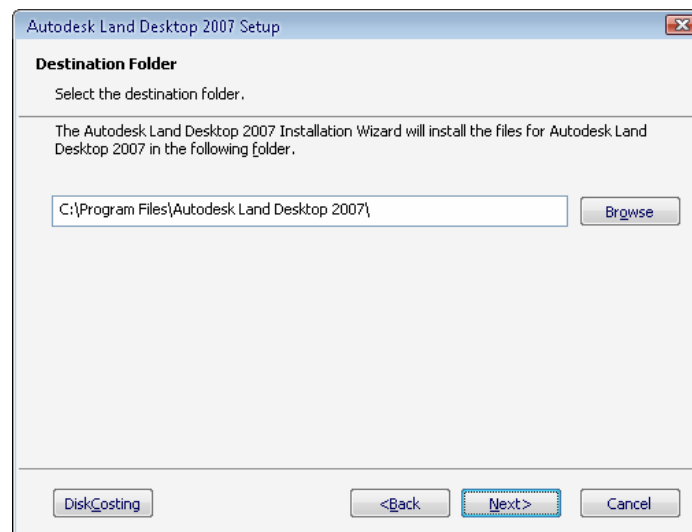 Autodesk Land Desktop 2007 Setup
Destination Folder
Select the destination folder.
The Autodesk Land Desktop 2007 Installation Wizard will install the files for Autodesk Land
Desktop 2007 in the following folder.
C:\Program Files\Autodesk Land Desktop 2007\
Browse
DiskCosting
<Back
Next>
Cancel